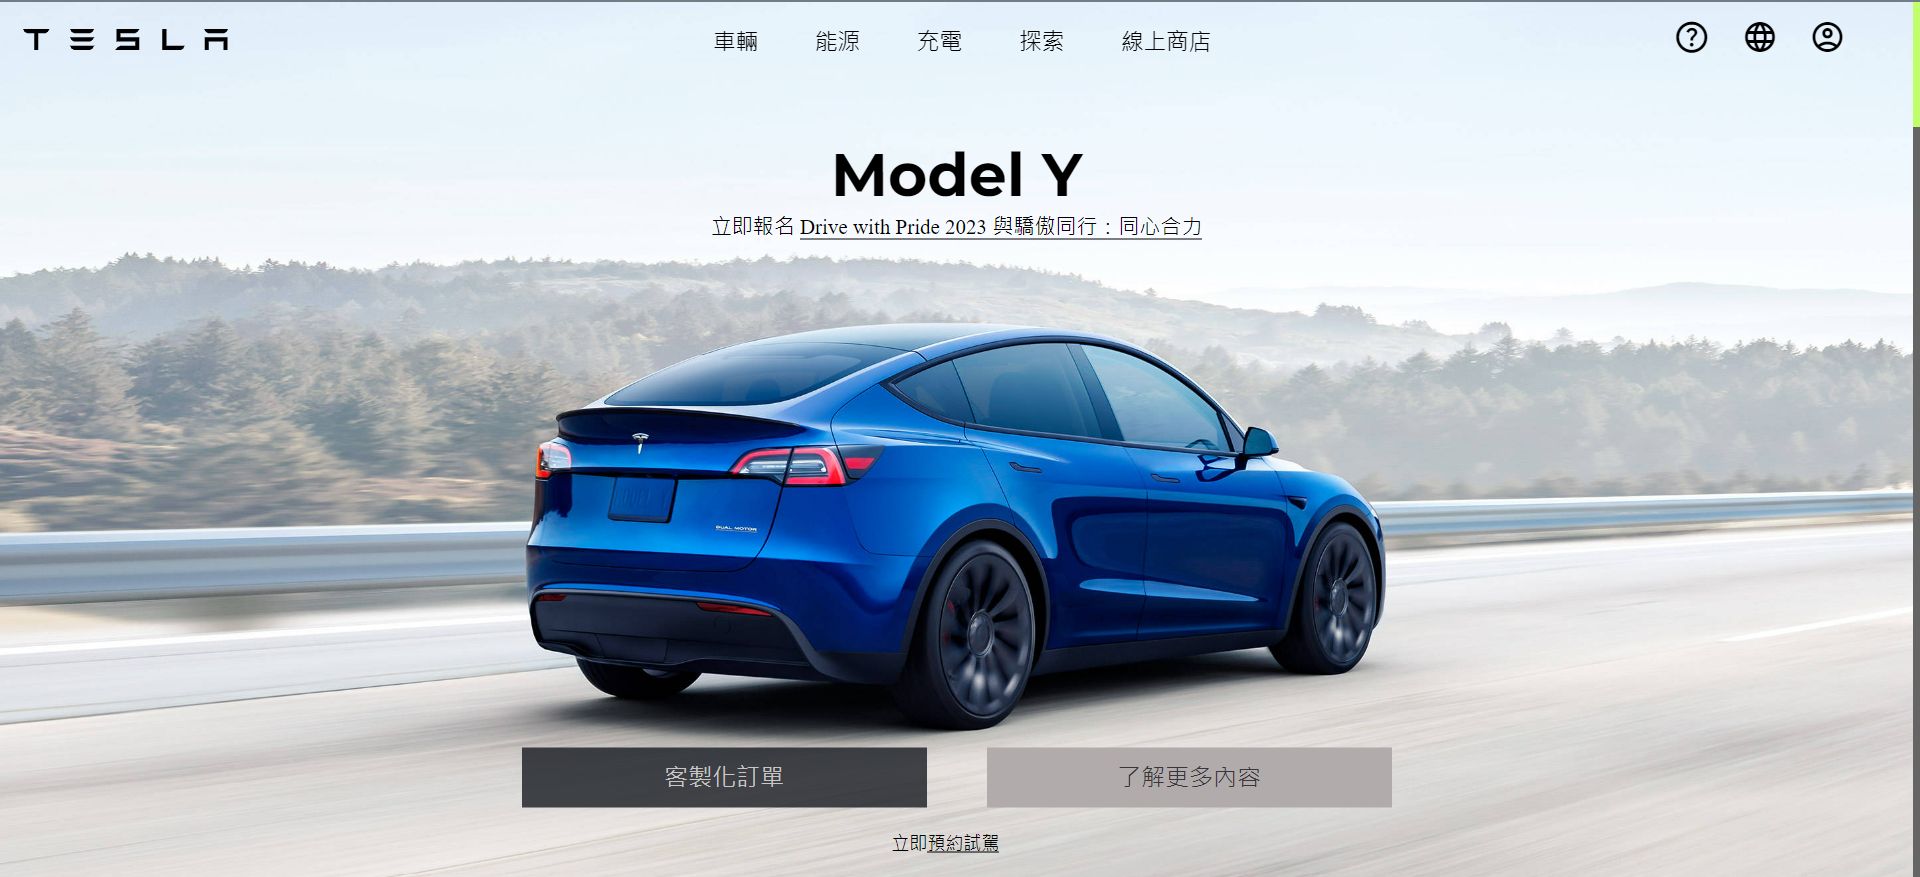 TESLA
車輛 能源 充電 探索 線上商店
Model Y
立即報名 Drive with Pride 2023 與驕傲同行：同心合力
DUAL MOTOR
客製化訂單 了解更多內容
立即預約試駕